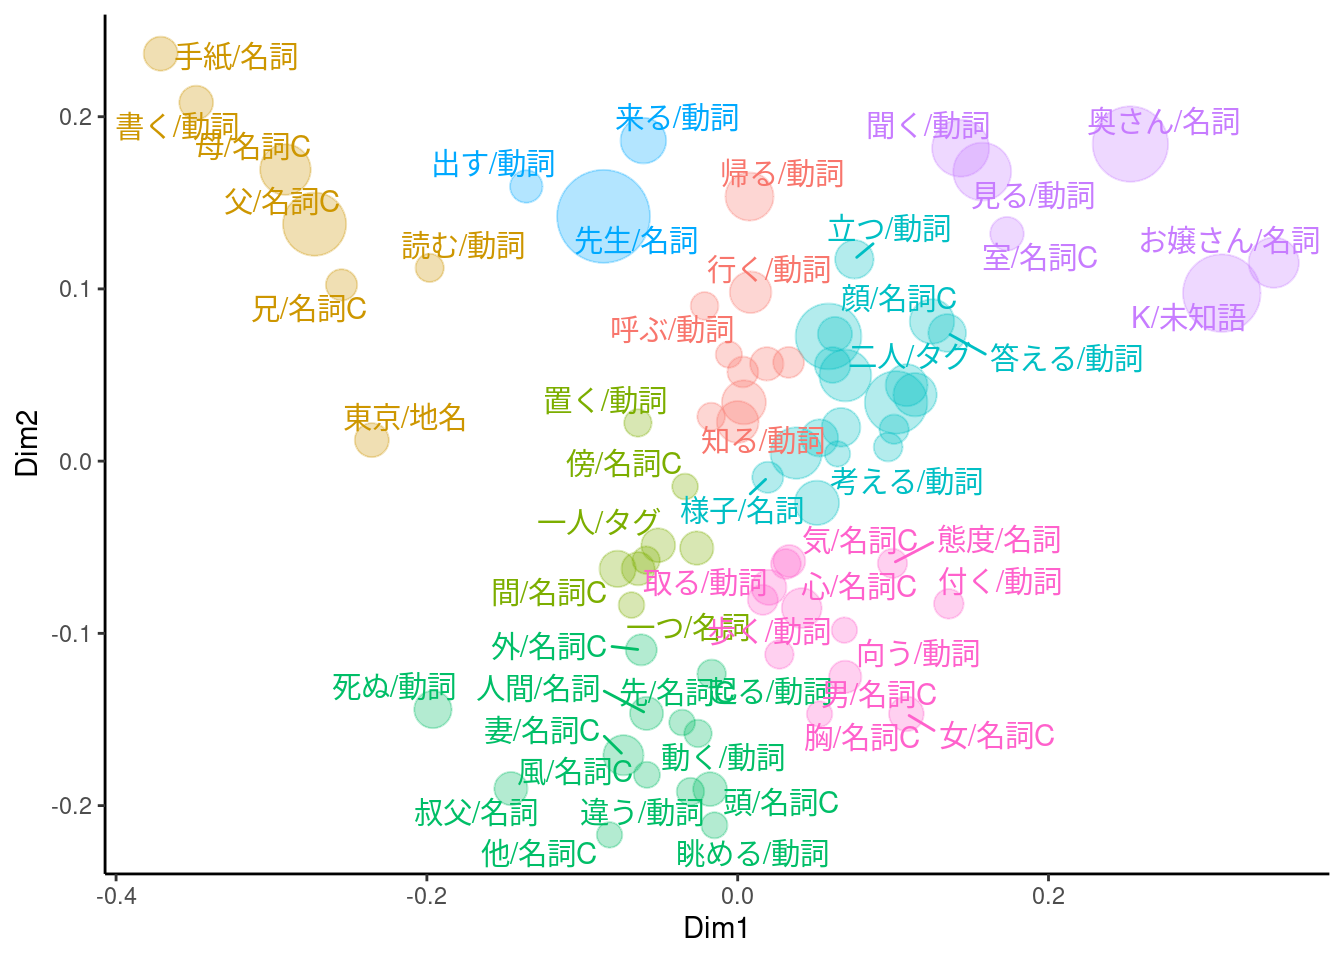 手紙/名詞
書く/動詞
母/名詞C
父/名詞C
兄/名詞C
読む/動詞
東京/地名
来る/動詞
出す/動詞
先生/名詞
帰る/動詞
行く/動詞
呼ぶ/動詞
知る/動詞
聞く/動詞
奥さん/名詞
見る/動詞
室/名詞C
お嬢さん/名詞
K/未知語
立つ/動詞
顔/名詞C
二人/タグ
答える/動詞
考える/動詞
様子/名詞
置く/動詞
傍/名詞C
一人/タグ
間/名詞C
一つ/名詞
気/名詞C
態度/名詞
取る/動詞
心/名詞C
付く/動詞
歩く/動詞
向う/動詞
男/名詞C
胸/名詞C
女/名詞C
外/名詞C
死ぬ/動詞
人間/名詞
先/名詞C
起る/動詞
妻/名詞C
動く/動詞
風/名詞C
叔父/名詞
違う/動詞
頭/名詞C
他/名詞C
眺める/動詞
0.2
0.1
0.0
-0.1
-0.2
Dim2
-0.4
-0.2
0.0
0.2
Dim1